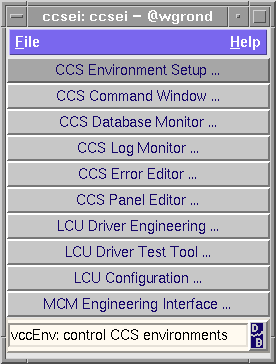 ccsei: ccsei - @wgrond
File Help
CCS Environment Setup ...
CCS Command Window ...
CCS Database Monitor ...
CCS Log Monitor ...
CCS Error Editor ...
CCS Panel Editor ...
LCU Driver Engineering ...
LCU Driver Test Tool ...
LCU Configuration ...
MCM Engineering Interface ...
vccEnv: control CCS environments